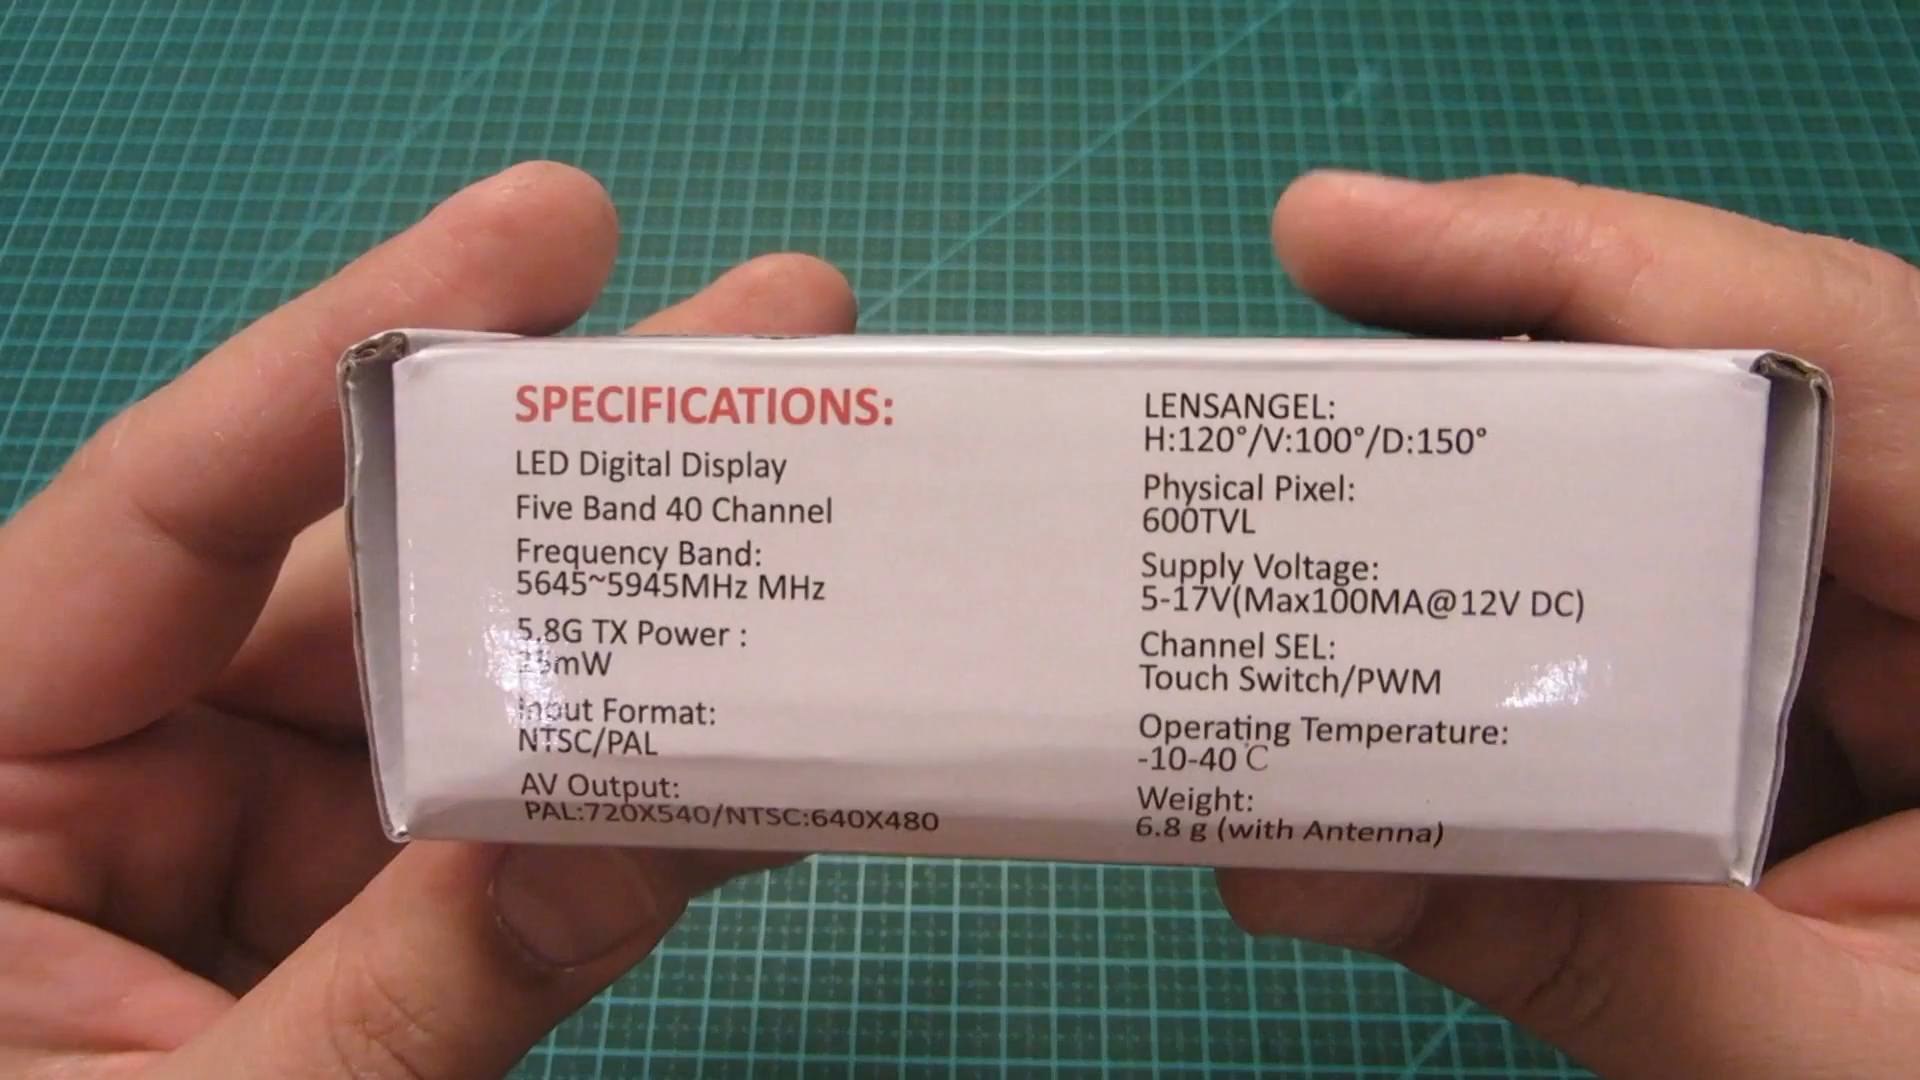 SPECIFICATIONS:
LED Digital Display
Five Band 40 Channel
Frequency Band:
5645~5945MHz MHz
5.8G TX Power :
25mW
Input Format:
NTSC/PAL
AV Output:
PAL:720X540/NTSC:640X480
LENSANGEL:
H:120°/V:100°/D:150°
Physical Pixel:
600TVL
Supply Voltage:
5-17V(Max100MA@12V DC)
Channel SEL:
Touch Switch/PWM
Operating Temperature:
-10-40℃
Weight:
6.8 g (with Antenna)